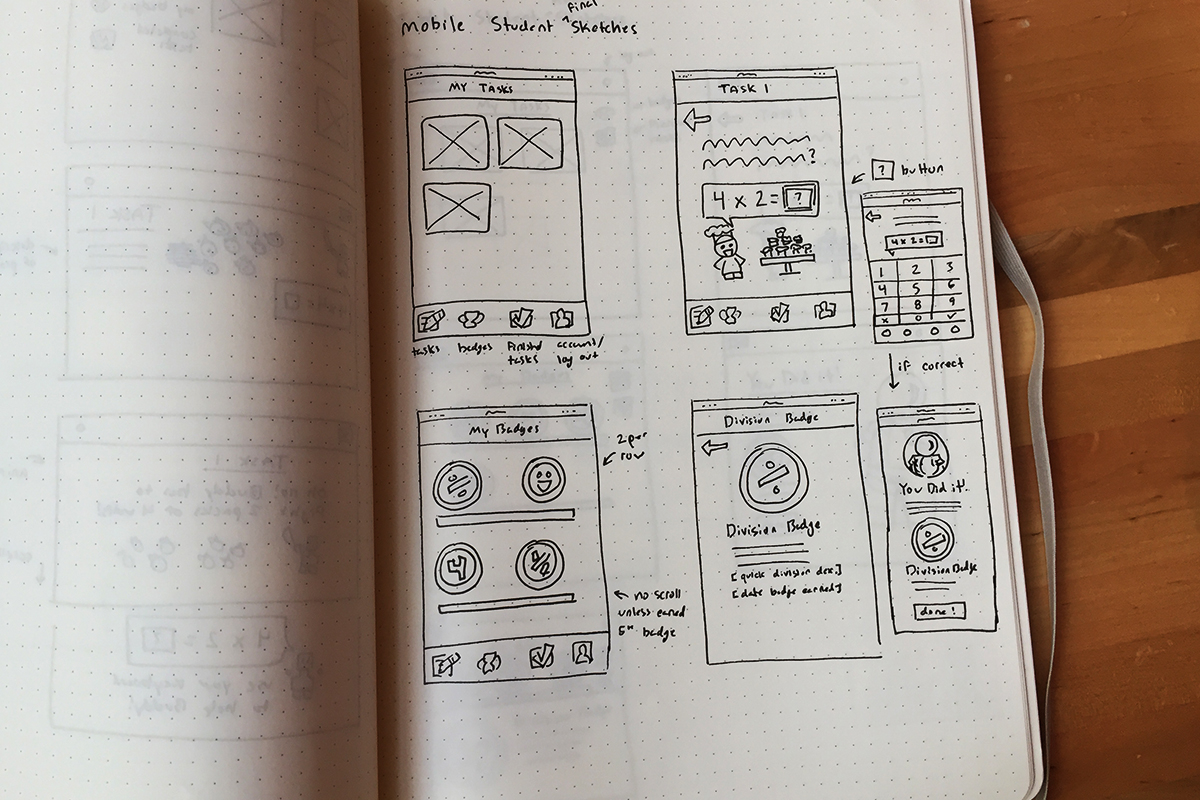 Mobile Student ^final Sketches
My Tasks
tasks
badges
finished tasks
account/
log out
TASK 1
?
4 x 2 = ?
? button
4 x 2 =
1 2 3
4 5 6
7 8 9
x 0 ✓
if correct
My Badges
2 per
row
no scroll
unless earned
5th badge
Division Badge
Division Badge
[quick division des.]
[date badge earned]
You Did it!
Division Badge
done!